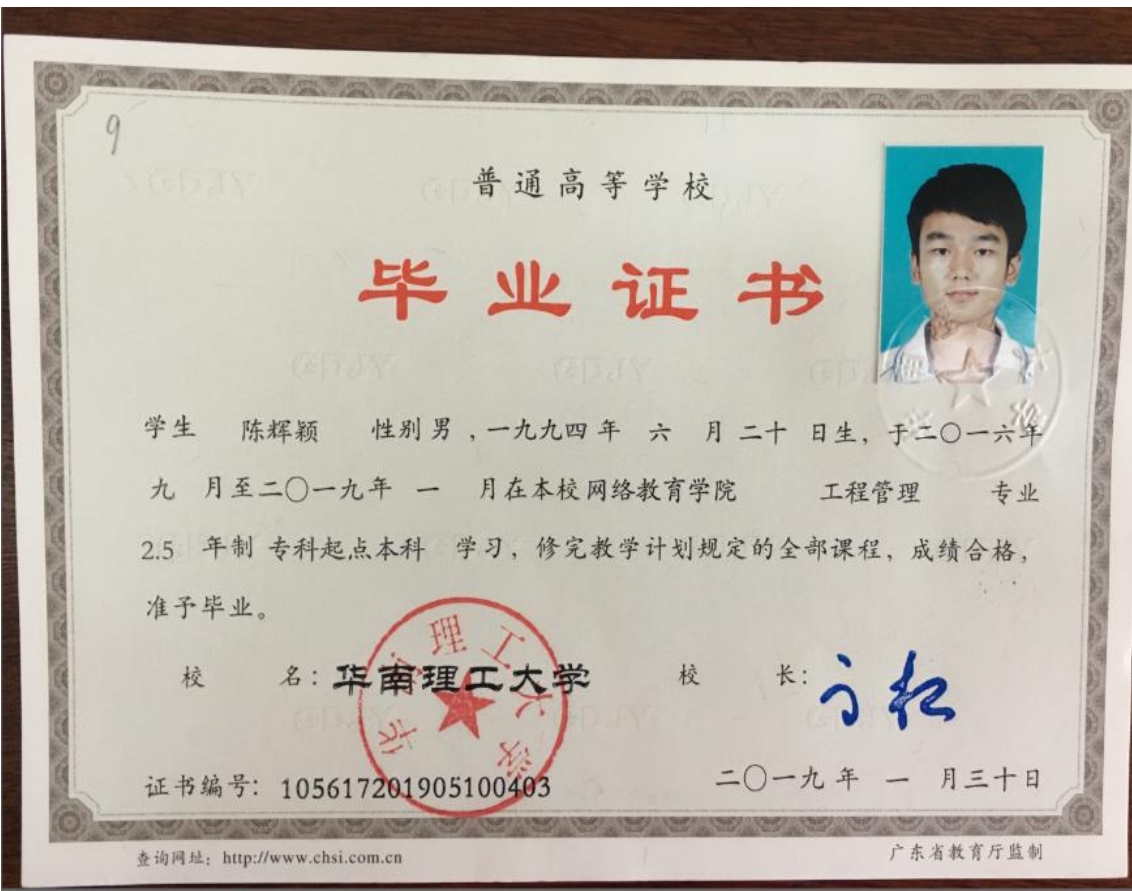 9
普通高等学校
毕业证书
学生 陈辉颖 性别男，一九九四年 六 月二十 日生，于二〇一六年
九 月至二〇一九年 一 月在本校网络教育学院 工程管理 专业
2.5 年制 专科起点本科 学习，修完教学计划规定的全部课程，成绩合格，
准予毕业。
校 名：华南理工大学 校 长：
证书编号：105617201905100403 二〇一九年 一 月三十日
查询网址：http://www.chsi.com.cn 广东省教育厅监制